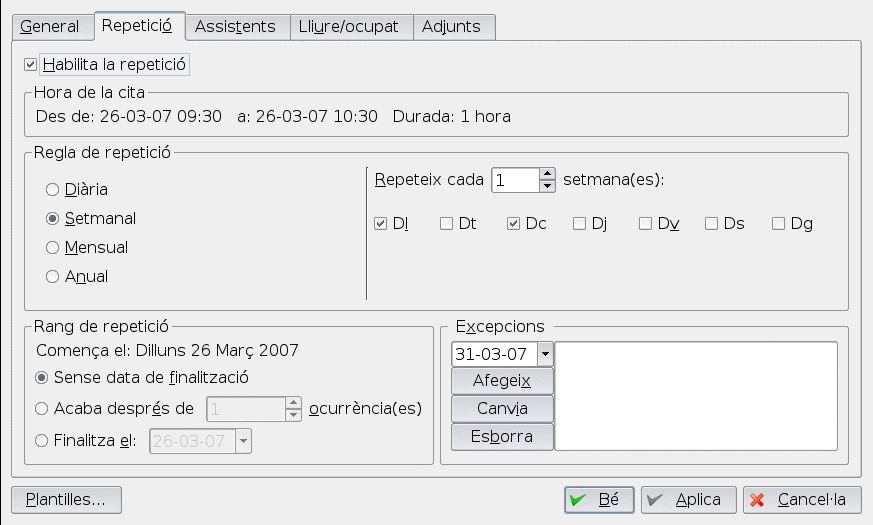 General Repetició Assistents Lliure/ocupat Adjunts
Habilita la repetició
Hora de la cita
Des de: 26-03-07 09:30 a: 26-03-07 10:30 Durada: 1 hora
Regla de repetició
Diària
Setmanal
Mensual
Anual
Repeteix cada 1 setmana(es):
Dl Dt Dc Dj Dv Ds Dg
Rang de repetició
Comença el: Dilluns 26 Març 2007
Sense data de finalització
Acaba després de 1 ocurrència(es)
Finalitza el: 26-03-07
Excepcions
31-03-07
Afegeix
Canvia
Esborra
Plantilles... Bé Aplica Cancel·la